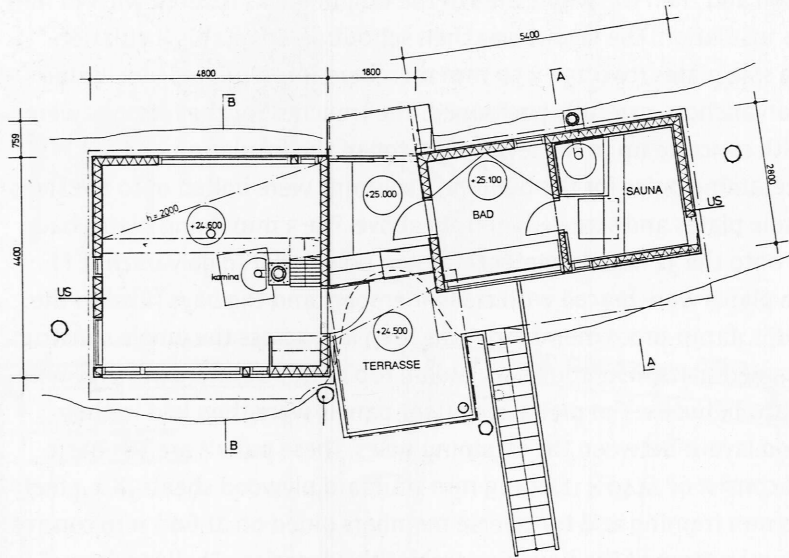 5400
4800
1800
B
A
759
4400
2080
h = 2000
+24.600
+25.000
+25.100
BAD
SAUNA
US
US
kamina
+24.500
TERRASSE
A
B